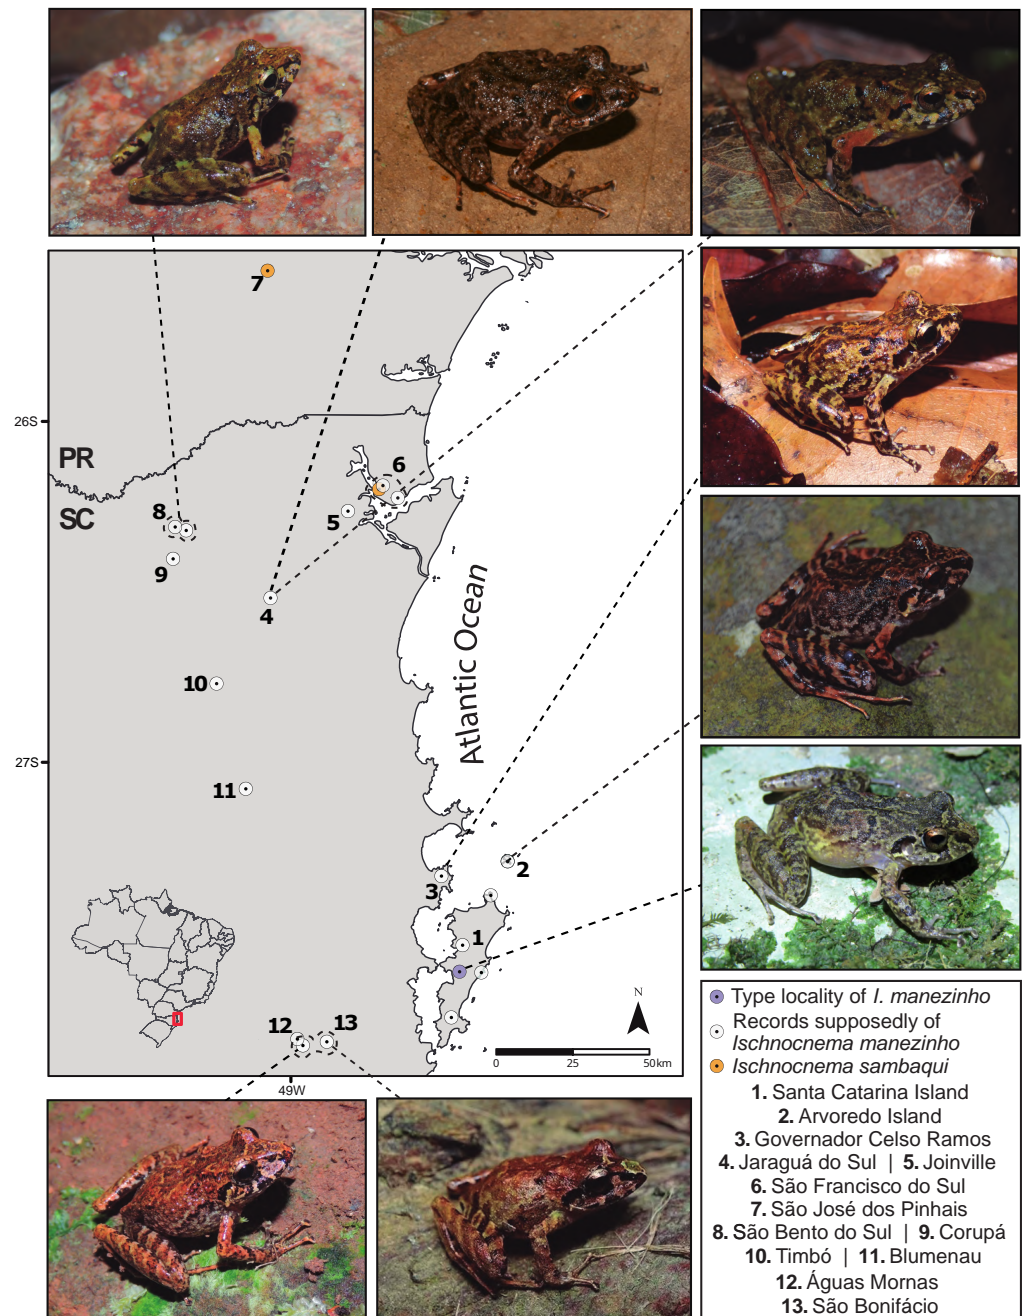 7
26S
PR
SC
6
8
5
9
4
10
Atlantic Ocean
27S
11
2
3
1
12
13
N
0
25
50km
49W
Type locality of I. manezinho
Records supposedly of
Ischnocnema manezinho
Ischnocnema sambaqui
1. Santa Catarina Island
2. Arvoredo Island
3. Governador Celso Ramos
4. Jaraguá do Sul | 5. Joinville
6. São Francisco do Sul
7. São José dos Pinhais
8. São Bento do Sul | 9. Corupá
10. Timbó | 11. Blumenau
12. Águas Mornas
13. São Bonifácio